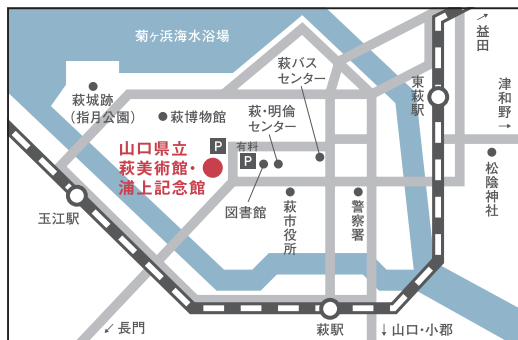 菊ヶ浜海水浴場
益田
萩バス
センター
東萩駅
津和野
萩城跡
(指月公園)
萩博物館
萩・明倫
センター
P
有料
P
山口県立
萩美術館・
浦上記念館
図書館
萩市役所
警察署
松陰神社
玉江駅
長門
萩駅
山口・小郡